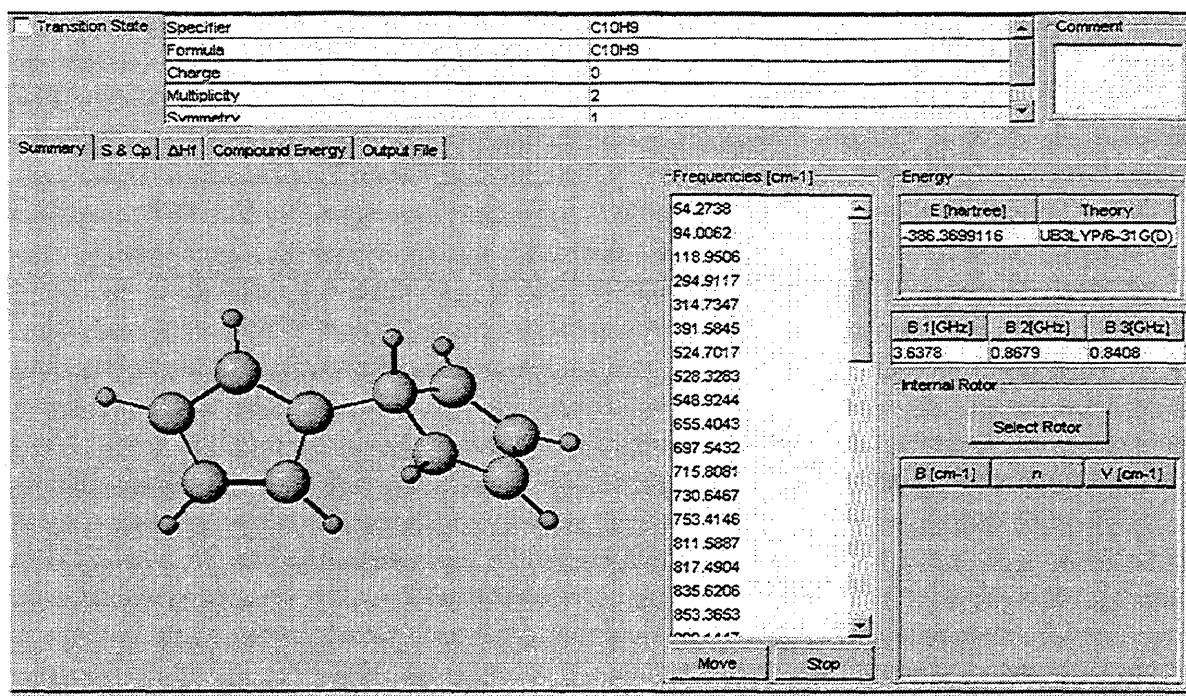 Transition State
Specifier C10H9
Formula C10H9
Charge 0
Multiplicity 2
Symmetry 1
Comment
Summary S & Cp ΔHf Compound Energy Output File
Frequencies [cm-1]
54.2738
94.0062
118.9506
294.9117
314.7347
391.5845
524.7017
528.3283
548.9244
655.4043
697.5432
715.8081
730.6467
753.4146
811.5887
817.4904
835.6206
853.3653
Move Stop
Energy
E [hartree] Theory
-386.3699116 UB3LYP/6-31G(D)
B 1[GHz] B 2[GHz] B 3[GHz]
3.6378 0.8679 0.8408
Internal Rotor
Select Rotor
B [cm-1] n V [cm-1]